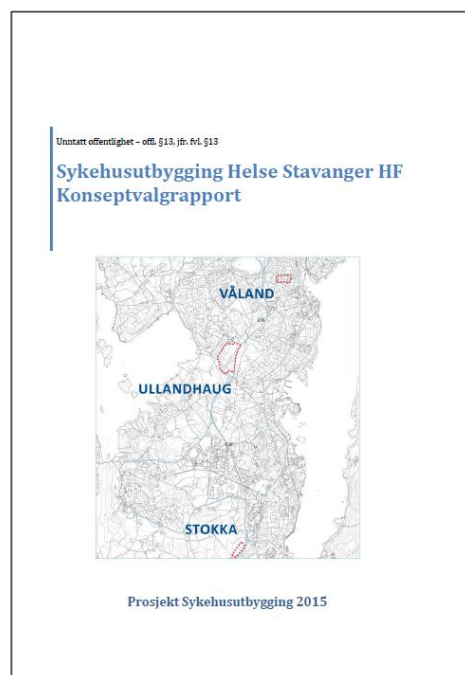 Unntatt offentlighet – offl. §13, jfr. fvl. §13
Sykehusutbygging Helse Stavanger HF
Konseptvalgrapport
VÅLAND
ULLANDHAUG
STOKKA
Prosjekt Sykehusutbygging 2015